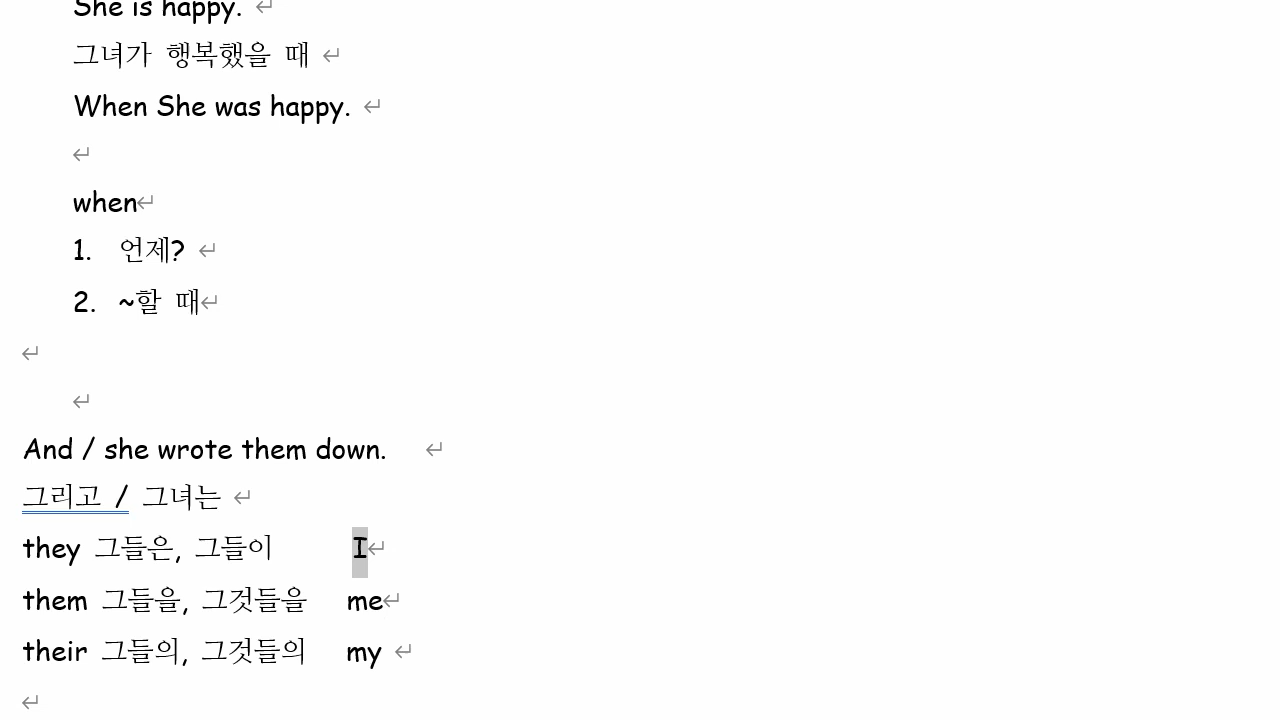 She is happy.
그녀가 행복했을 때
When She was happy.
when
1. 언제?
2. ~할 때
And / she wrote them down.
그리고 / 그녀는
they 그들은, 그들이 I
them 그들을, 그것들을 me
their 그들의, 그것들의 my